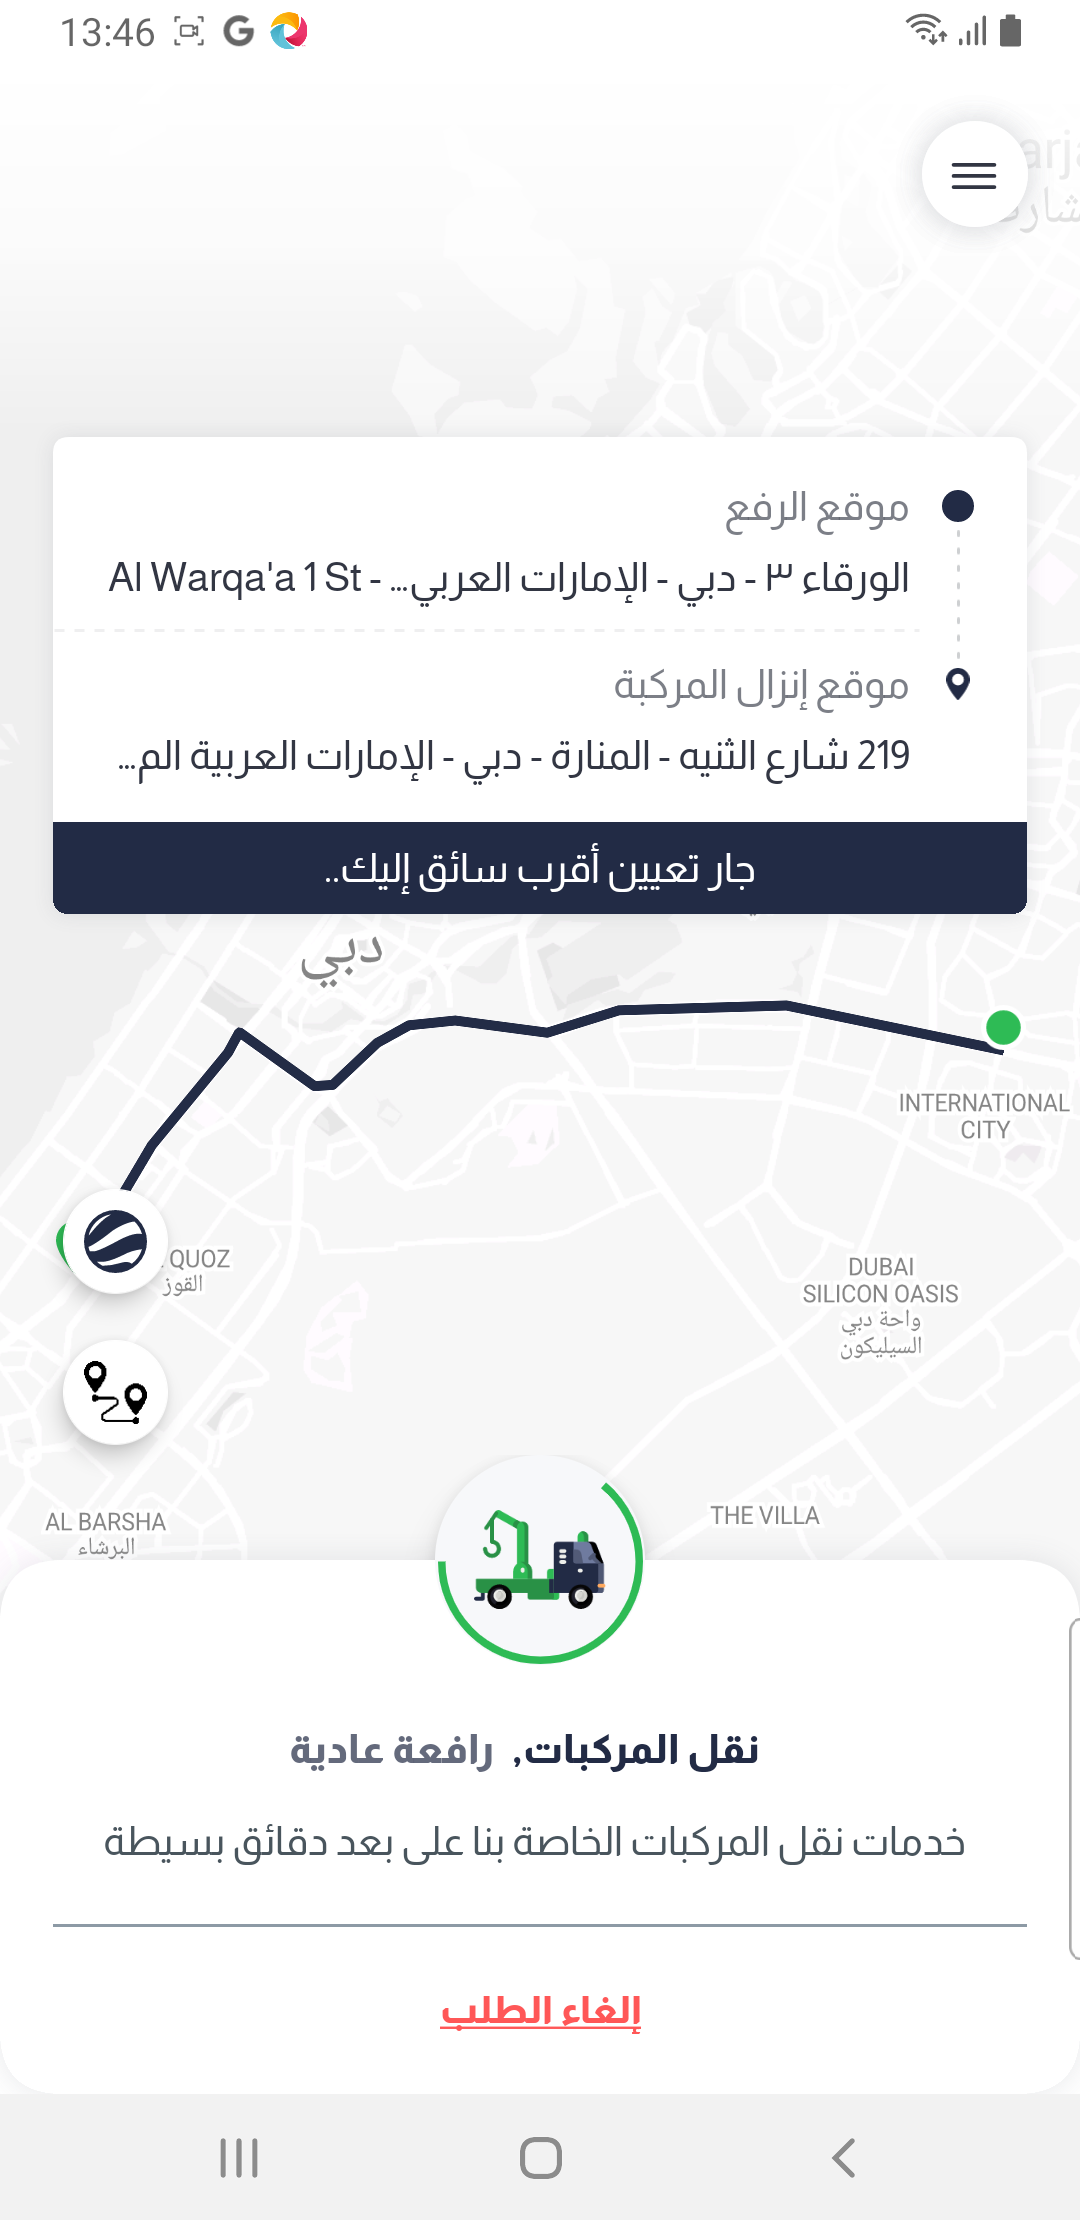 13:46
شارقة
موقع الرفع
Al Warqa'a 1 St - الورقاء ٣ - دبي - الإمارات العربي...
موقع إنزال المركبة
219 شارع الثنيه - المنارة - دبي - الإمارات العربية الم...
جار تعيين أقرب سائق إليك..
دبي
INTERNATIONAL
CITY
QUOZ
القوز
DUBAI
SILICON OASIS
واحة دبي
السيليكون
AL BARSHA
البرشاء
THE VILLA
نقل المركبات, رافعة عادية
خدمات نقل المركبات الخاصة بنا على بعد دقائق بسيطة
إلغاء الطلب